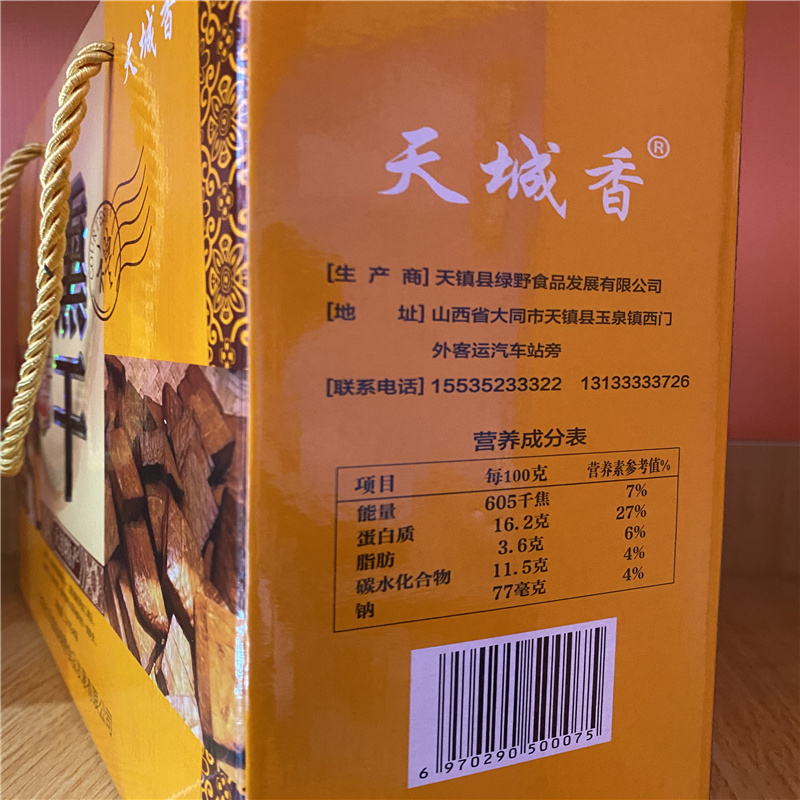 天城香
熏干
天城香®
[生产商] 天镇县绿野食品发展有限公司
[地址] 山西省大同市天镇县玉泉镇西门
外客运汽车站旁
[联系电话] 15535233322 13133333726
营养成分表
项目 每100克 营养素参考值%
能量 605千焦 7%
蛋白质 16.2克 27%
脂肪 3.6克 6%
碳水化合物 11.5克 4%
钠 77毫克 4%
6 970290 500075